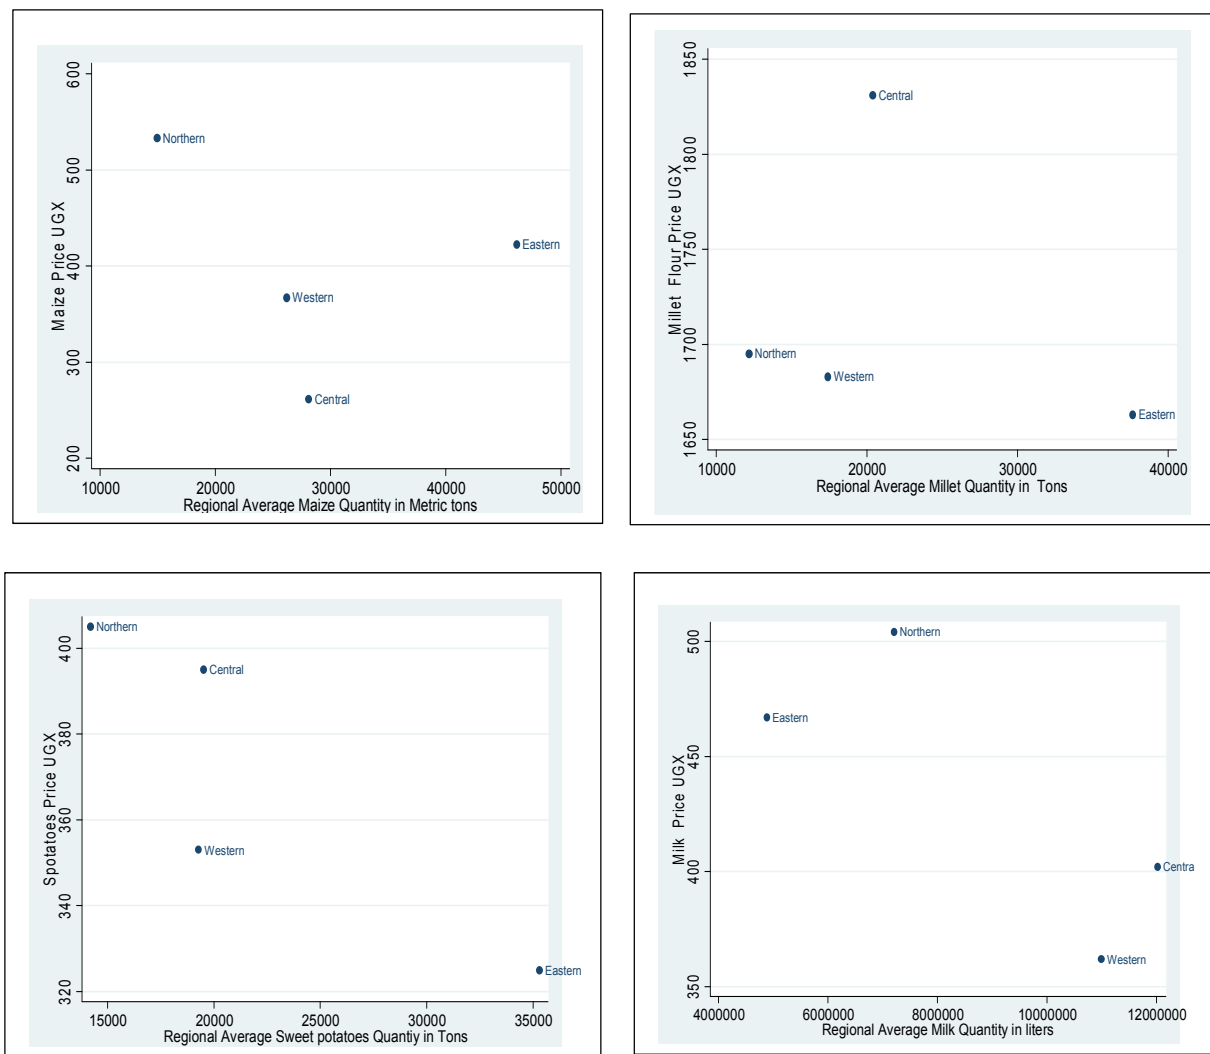 Maize Price UGX
600
500
400
300
200
Northern
Eastern
Western
Central
10000 20000 30000 40000 50000
Regional Average Maize Quantity in Metric tons
Millet Flour Price UGX
1850
1800
1750
1700
1650
Central
Northern
Western
Eastern
10000 20000 30000 40000
Regional Average Millet Quantity in Tons
Spotatoes Price UGX
400
380
360
340
320
Northern
Central
Western
Eastern
15000 20000 25000 30000 35000
Regional Average Sweet potatoes Quantiy in Tons
Milk Price UGX
500
450
400
350
Northern
Eastern
Centra
Western
4000000 6000000 8000000 10000000 12000000
Regional Average Milk Quantity in liters